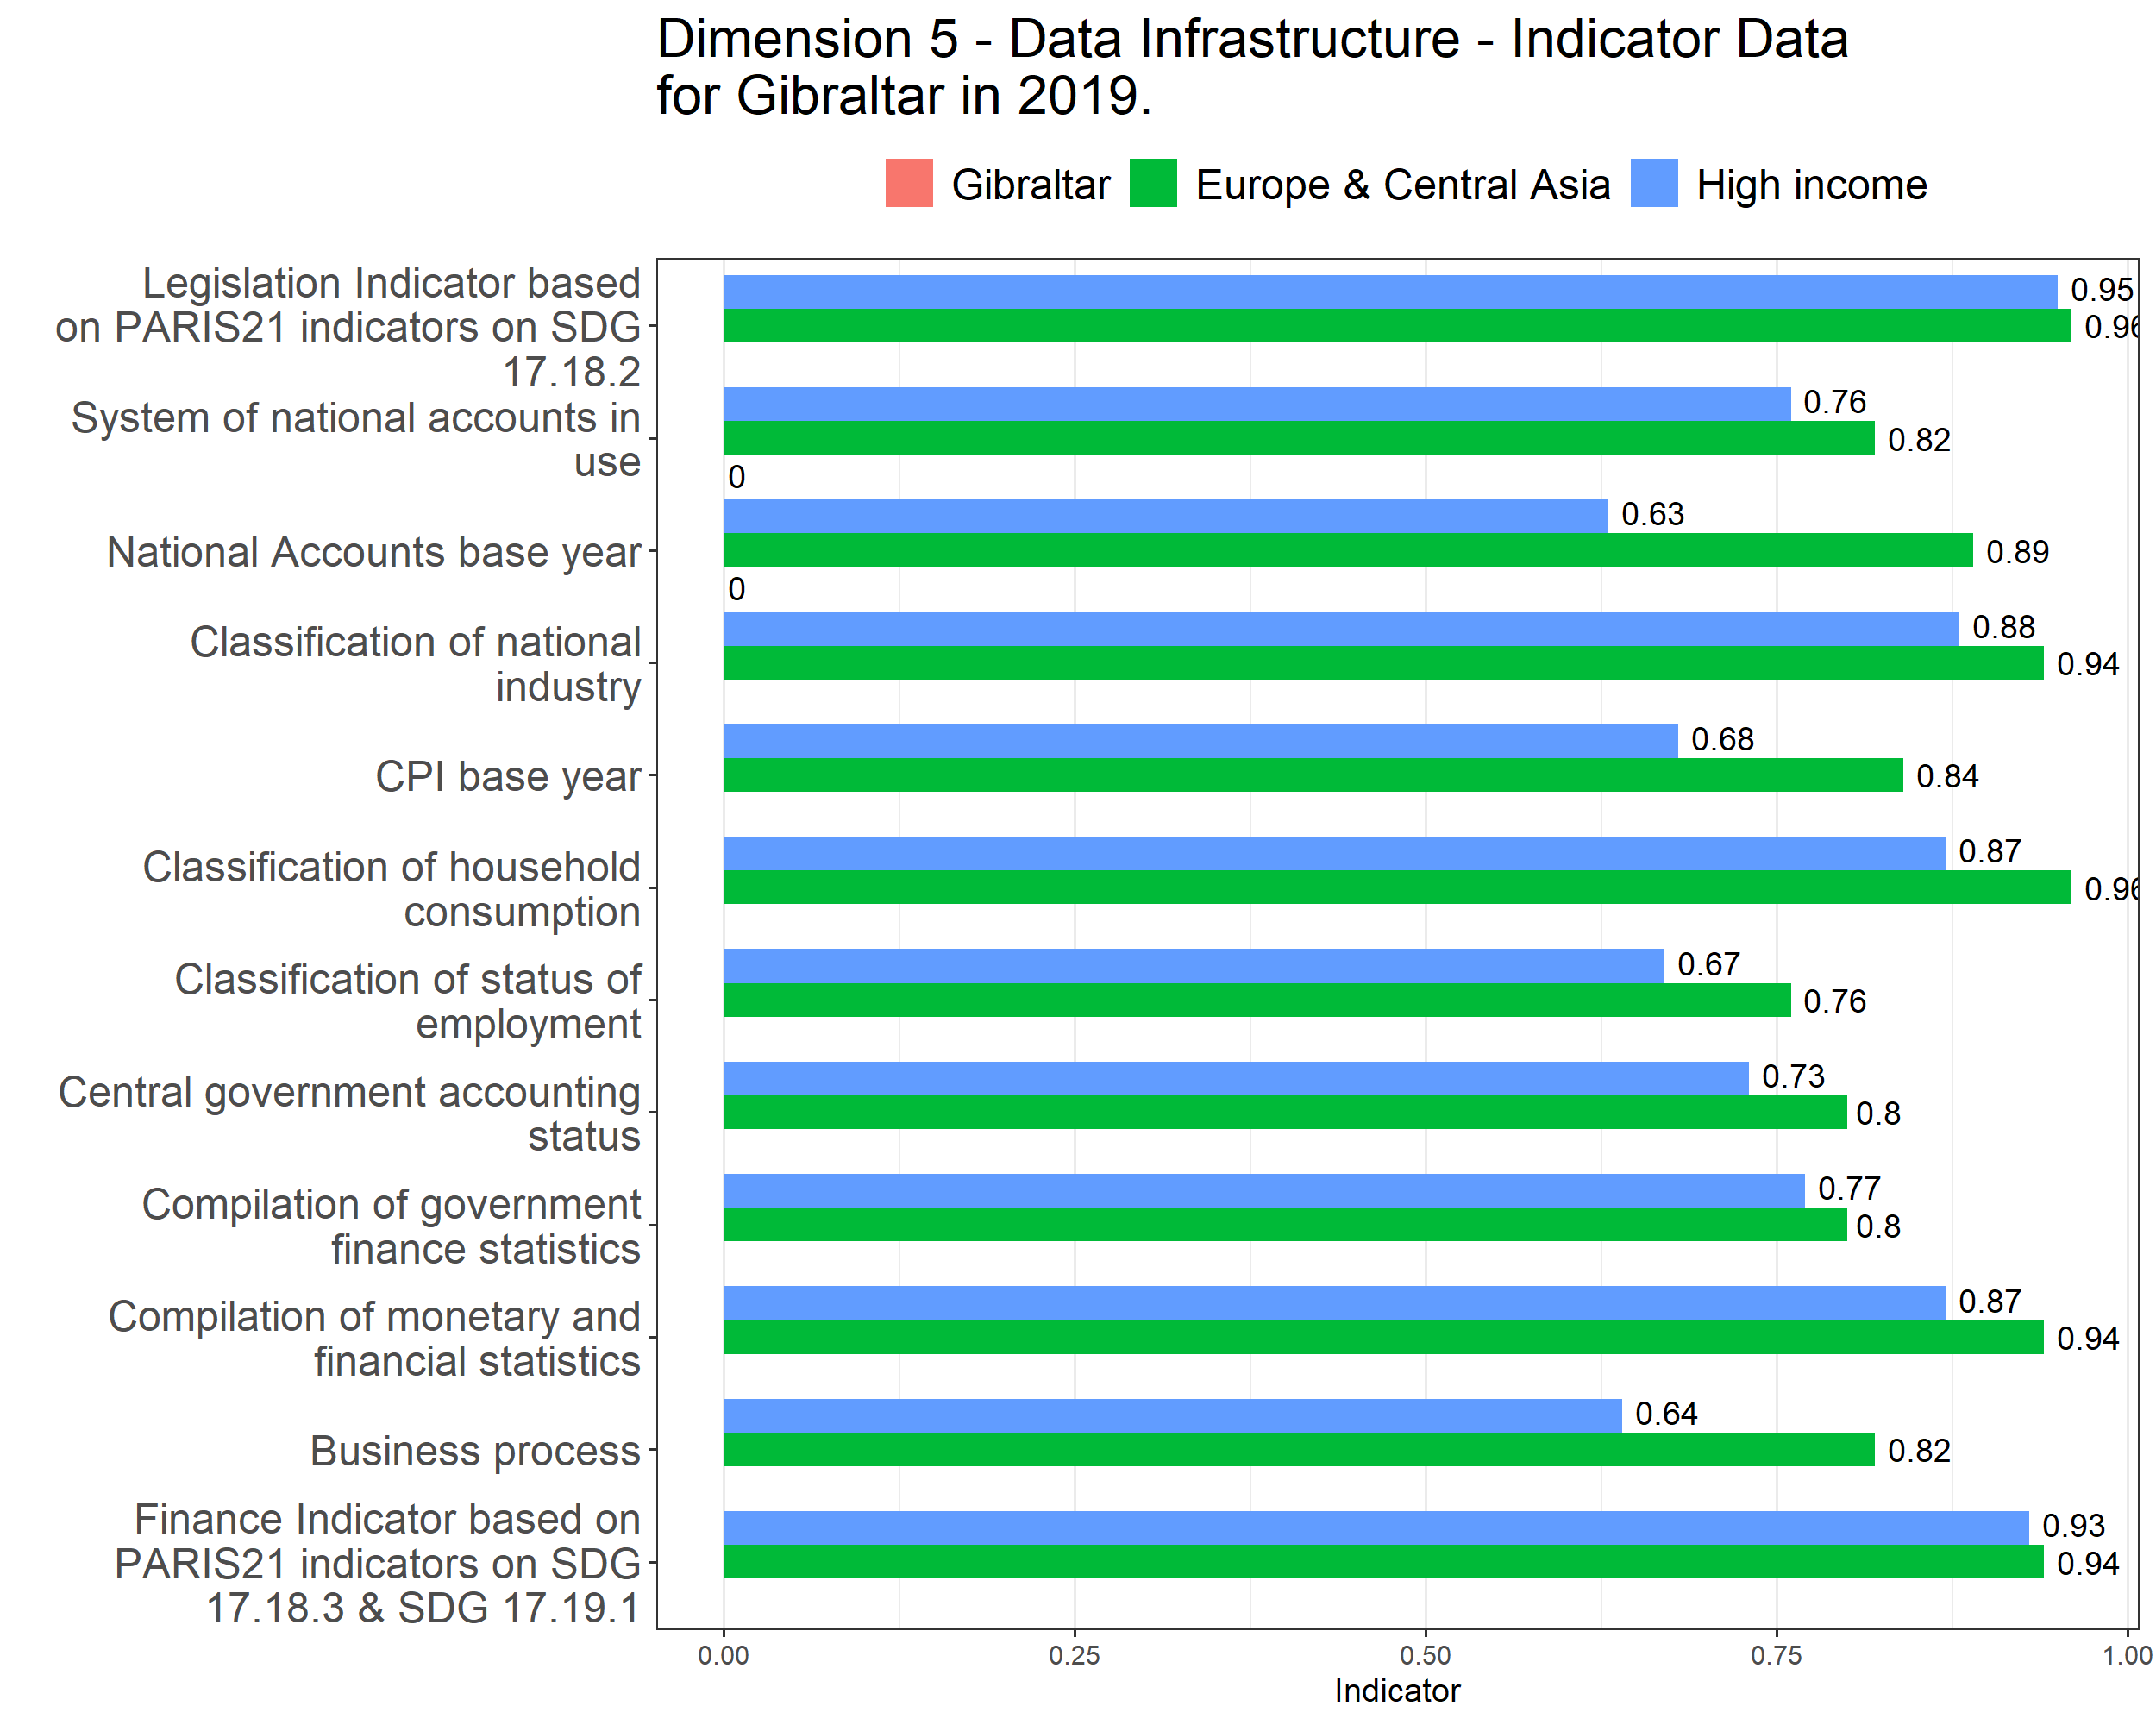 Dimension 5 - Data Infrastructure - Indicator Data
for Gibraltar in 2019.
Gibraltar
Europe & Central Asia
High income
Legislation Indicator based
on PARIS21 indicators on SDG
17.18.2
0.95
0.96
System of national accounts in
use
0.76
0.82
0
National Accounts base year
0.63
0.89
0
Classification of national
industry
0.88
0.94
CPI base year
0.68
0.84
Classification of household
consumption
0.87
0.96
Classification of status of
employment
0.67
0.76
Central government accounting
status
0.73
0.8
Compilation of government
finance statistics
0.77
0.8
Compilation of monetary and
financial statistics
0.87
0.94
Business process
0.64
0.82
Finance Indicator based on
PARIS21 indicators on SDG
17.18.3 & SDG 17.19.1
0.93
0.94
0.00
0.25
0.50
0.75
1.00
Indicator